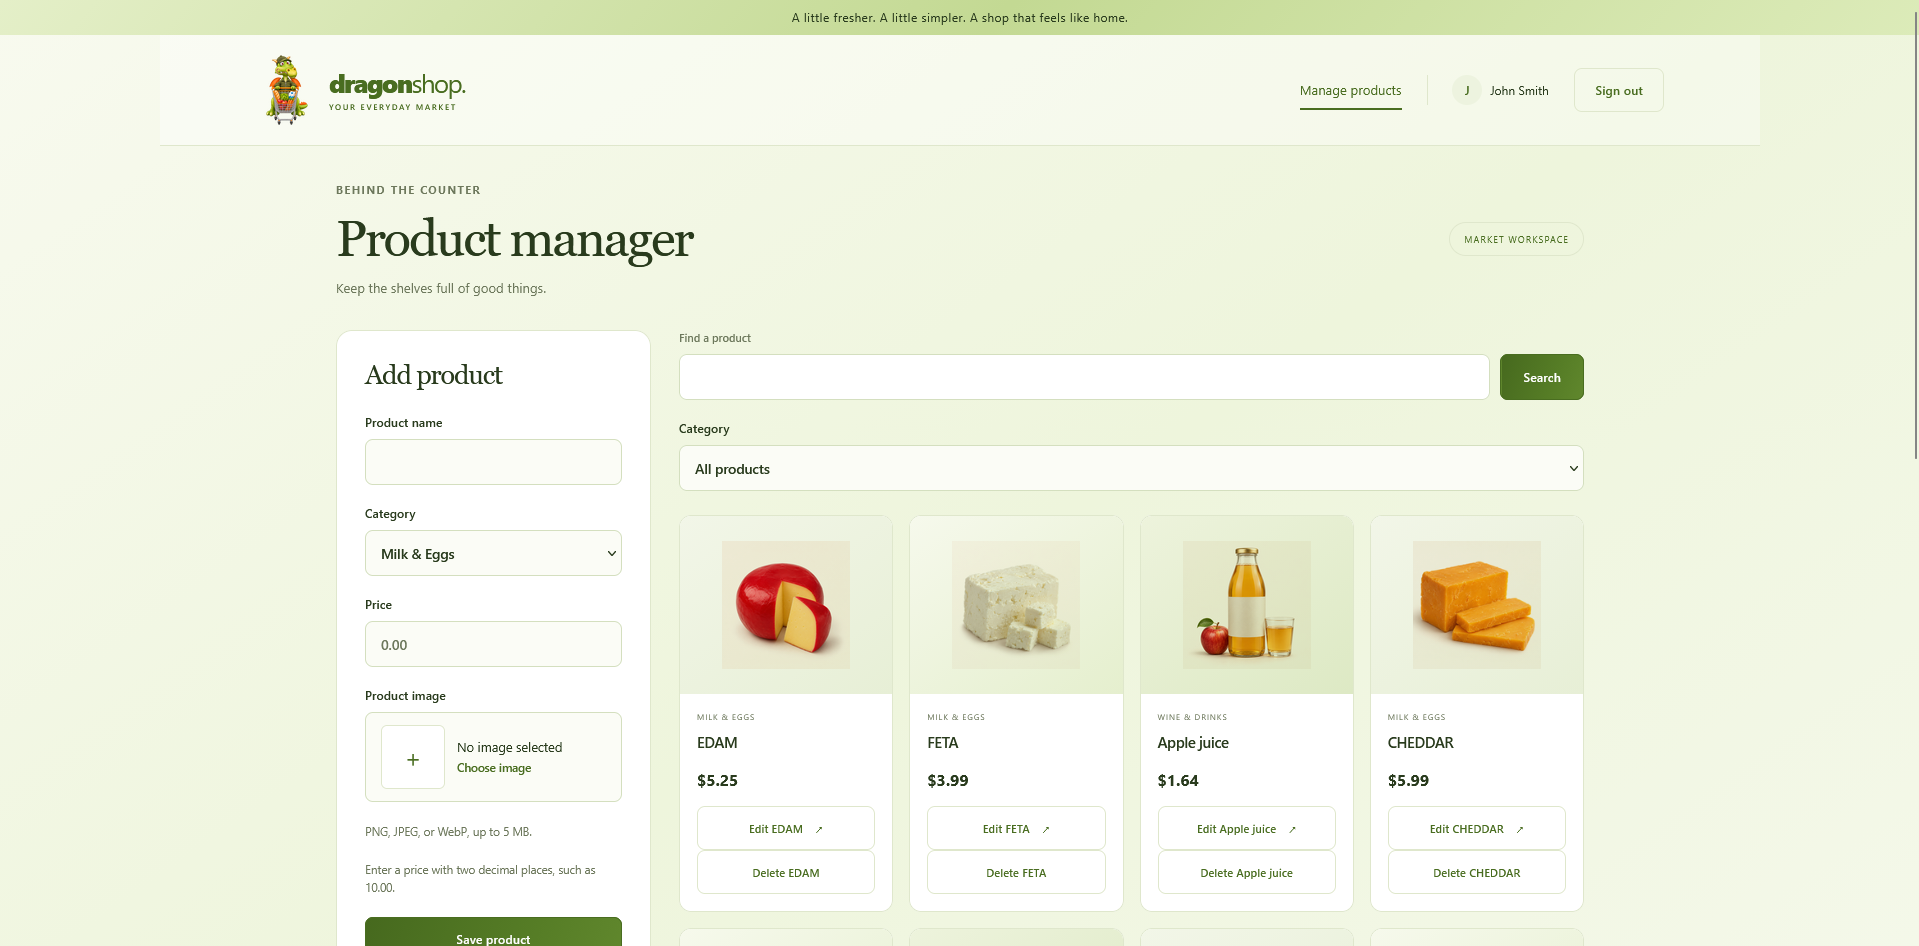 A little fresher. A little simpler. A shop that feels like home.
dragonshop.
YOUR EVERYDAY MARKET
Manage products
J
John Smith
Sign out
BEHIND THE COUNTER
Product manager
MARKET WORKSPACE
Keep the shelves full of good things.
Add product
Product name
Category
Milk & Eggs
Price
0.00
Product image
+
No image selected
Choose image
PNG, JPEG, or WebP, up to 5 MB.
Enter a price with two decimal places, such as
10.00.
Save product
Find a product
Search
Category
All products
MILK & EGGS
EDAM
$5.25
Edit EDAM ↗
Delete EDAM
MILK & EGGS
FETA
$3.99
Edit FETA ↗
Delete FETA
WINE & DRINKS
Apple juice
$1.64
Edit Apple juice ↗
Delete Apple juice
MILK & EGGS
CHEDDAR
$5.99
Edit CHEDDAR ↗
Delete CHEDDAR